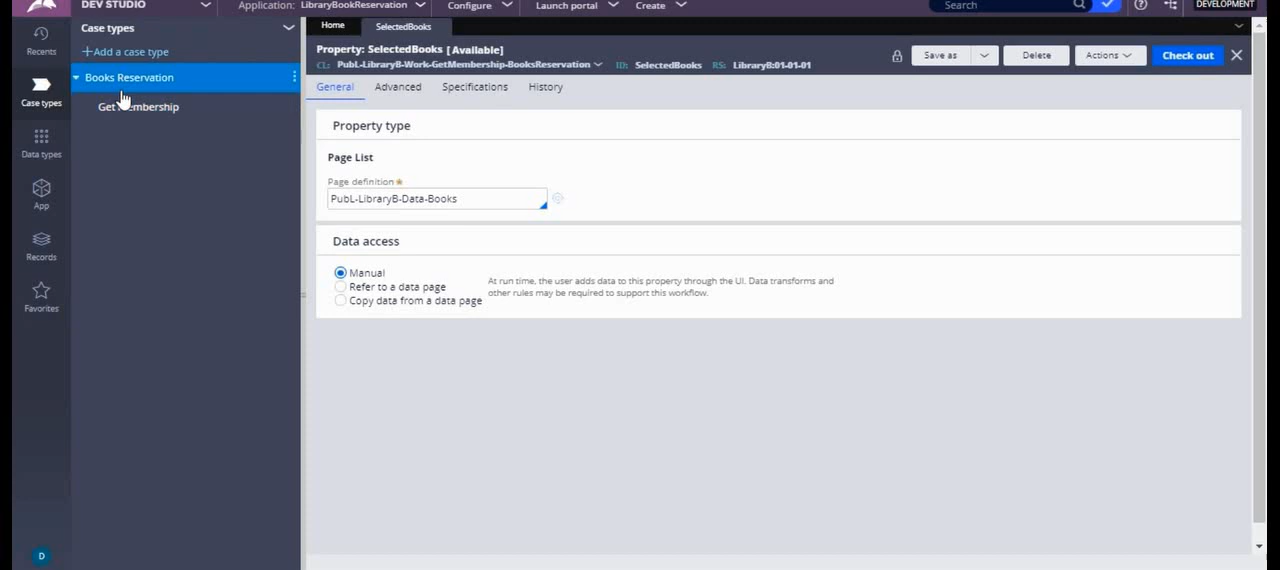 DEV STUDIO
Application: LibraryBookReservation
Configure
Launch portal
Create
Search
DEVELOPMENT
Recents
Case types
Data types
App
Records
Favorites
D
Case types
+Add a case type
Books Reservation
Get embership
Home
SelectedBooks
Property: SelectedBooks [Available]
CL: PubL-LibraryB-Work-GetMembership-BooksReservation ID: SelectedBooks RS: LibraryB:01-01-01
Save as
Delete
Actions
Check out
General
Advanced
Specifications
History
Property type
Page List
Page definition
PubL-LibraryB-Data-Books
Data access
Manual
Refer to a data page
Copy data from a data page
At run time, the user adds data to this property through the UI. Data transforms and
other rules may be required to support this workflow.